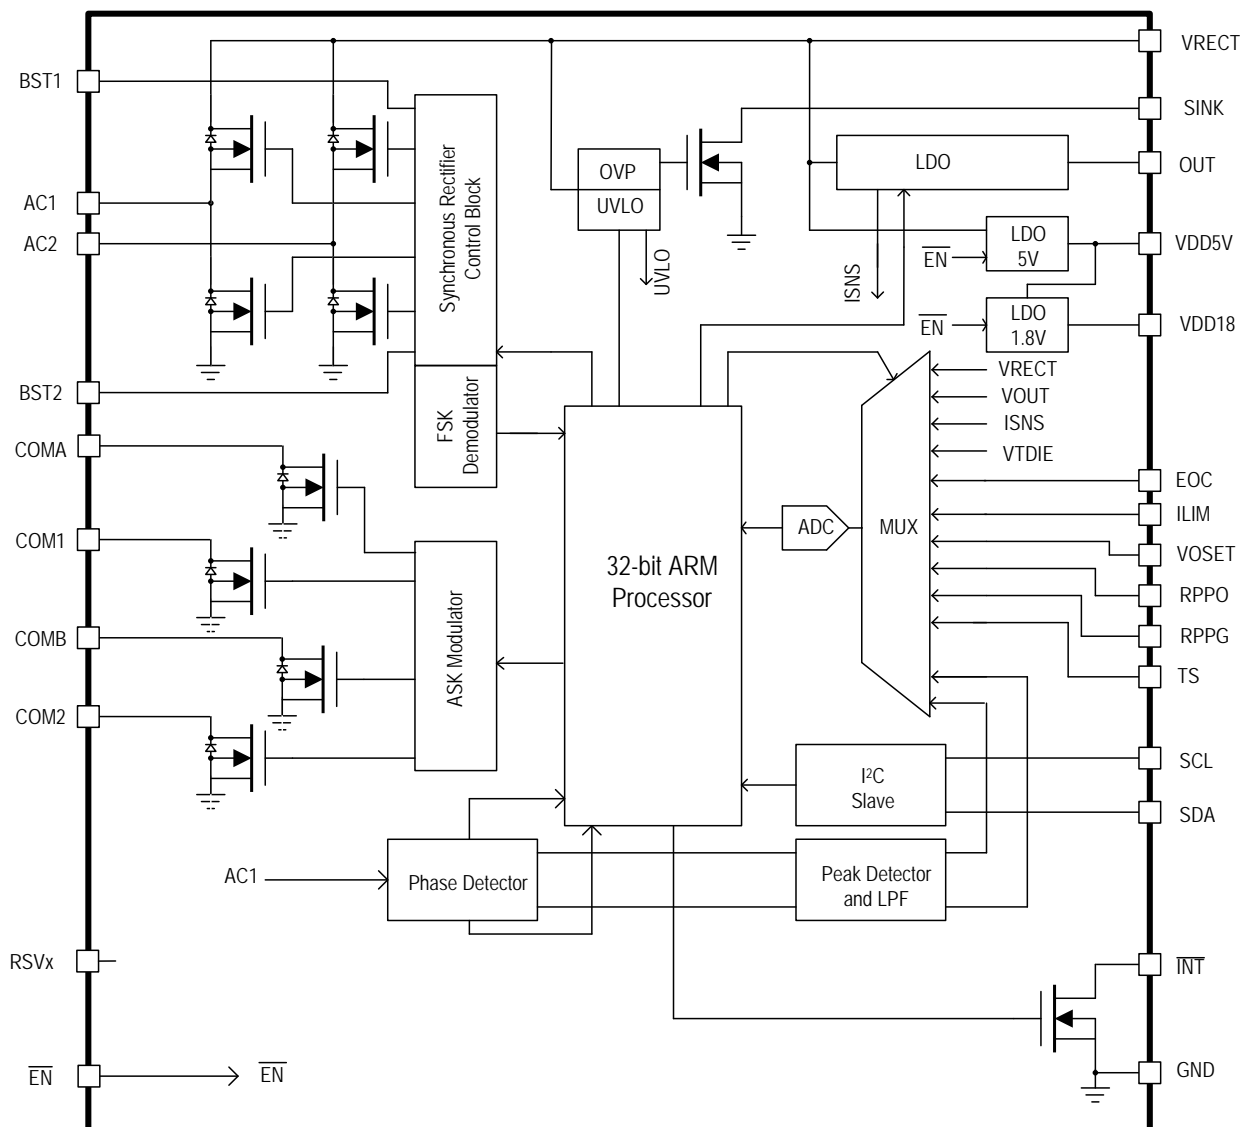 VRECT
BST1
SINK
OVP
UVLO
LDO
OUT
Synchronous Rectifier
Control Block
AC1
AC2
UVLO
ISNS
EN
LDO
5V
VDD5V
EN
LDO
1.8V
VDD18
BST2
FSK
Demodulator
VRECT
VOUT
ISNS
VTDIE
COMA
EOC
ILIM
COM1
ADC
MUX
VOSET
32-bit ARM
Processor
RPPO
COMB
ASK Modulator
RPPG
TS
COM2
I²C
Slave
SCL
SDA
AC1
Phase Detector
Peak Detector
and LPF
RSVx
INT
EN
EN
GND